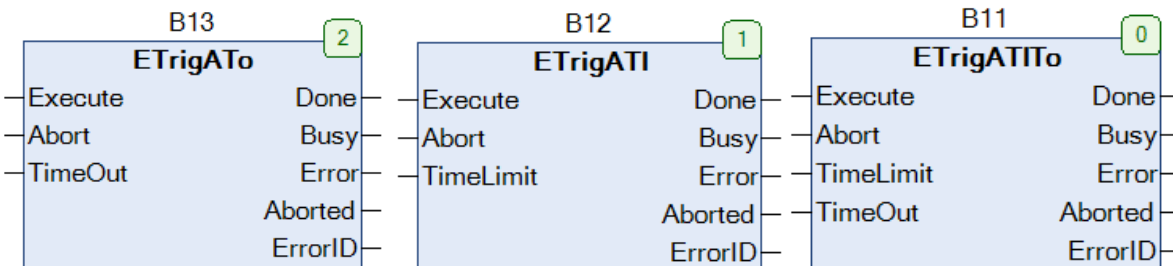 B13
2
ETrigATo
Execute Done
Abort Busy
TimeOut Error
Aborted
ErrorID
B12
1
ETrigATl
Execute Done
Abort Busy
TimeLimit Error
Aborted
ErrorID
B11
0
ETrigATlTo
Execute Done
Abort Busy
TimeLimit Error
TimeOut Aborted
ErrorID